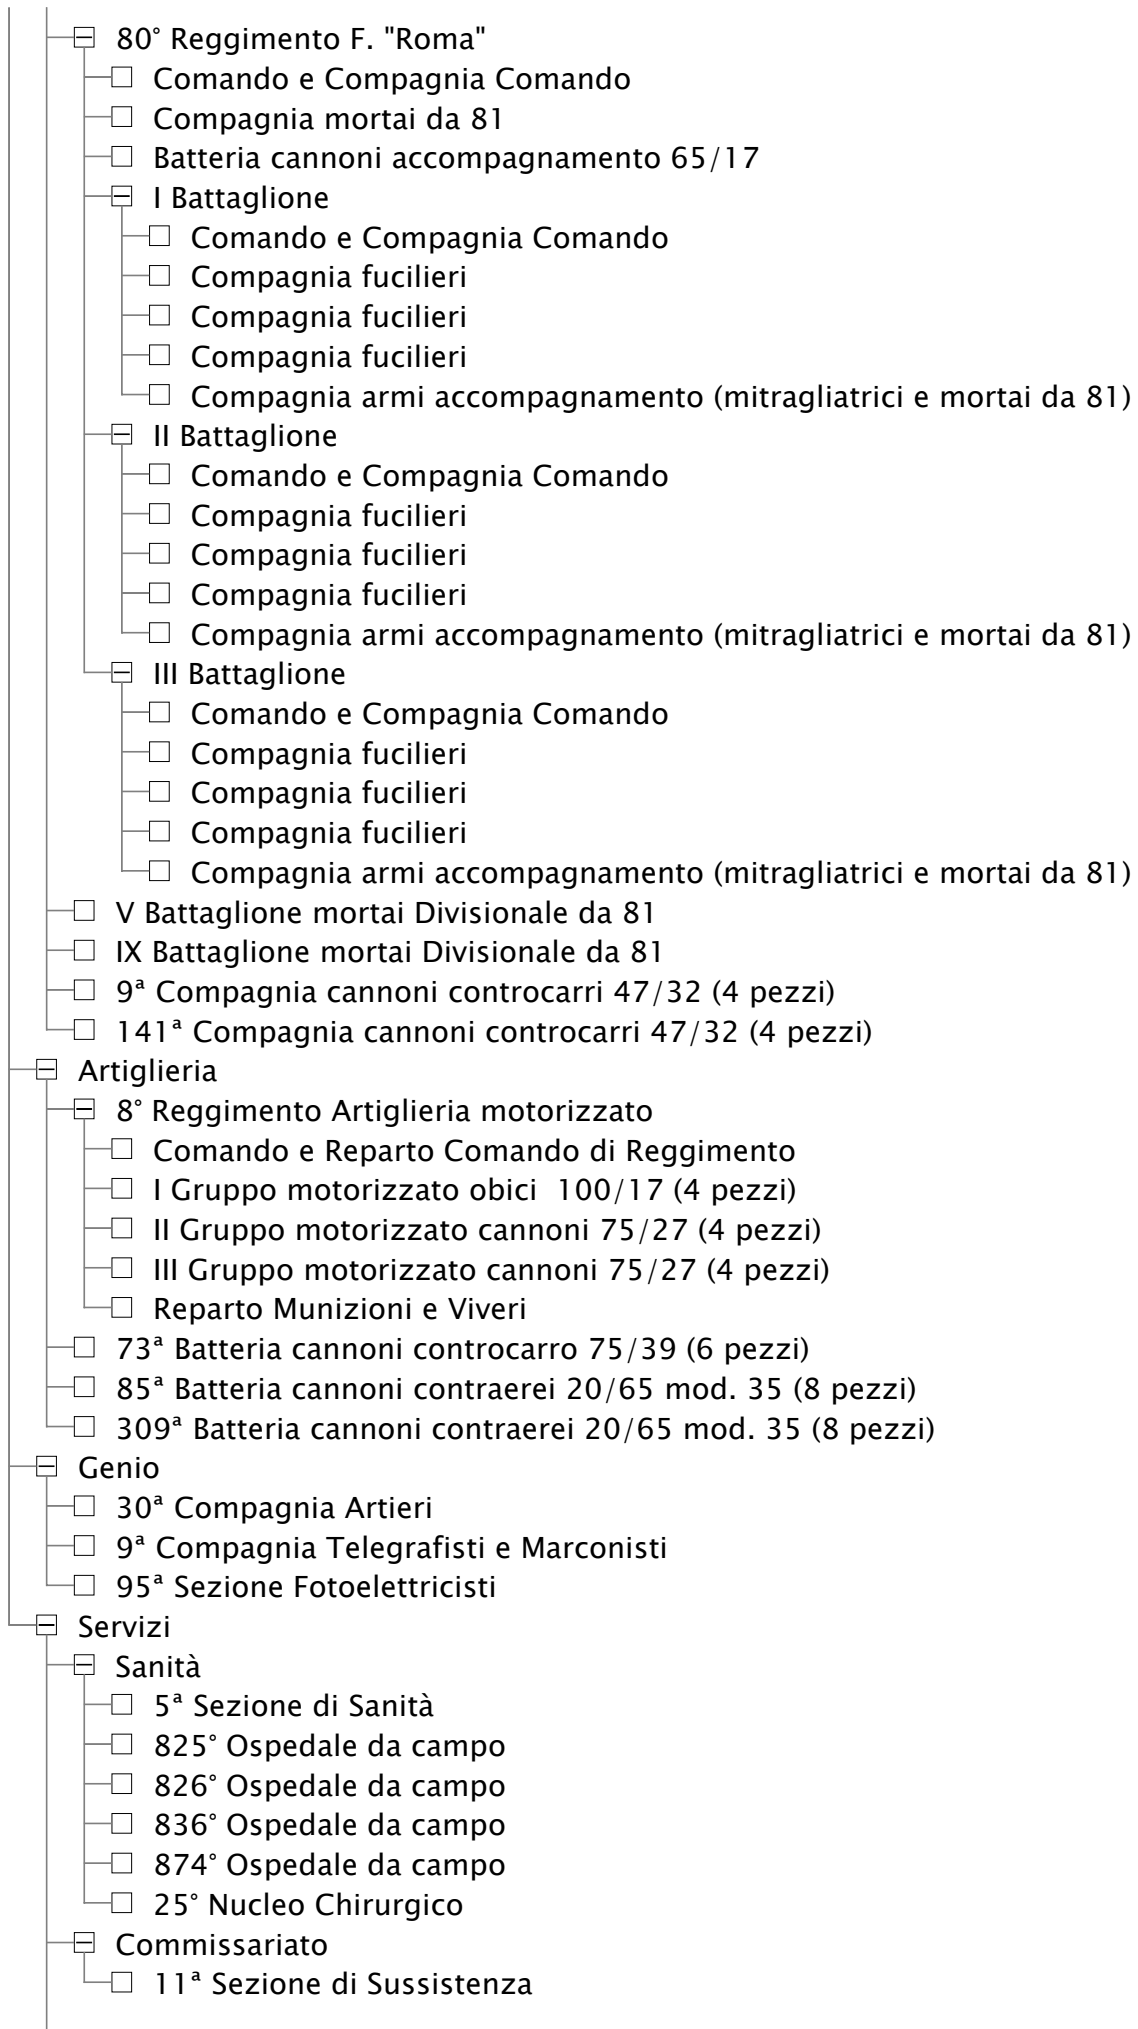 80° Reggimento F. "Roma"
Comando e Compagnia Comando
Compagnia mortai da 81
Batteria cannoni accompagnamento 65/17
I Battaglione
Comando e Compagnia Comando
Compagnia fucilieri
Compagnia fucilieri
Compagnia fucilieri
Compagnia armi accompagnamento (mitragliatrici e mortai da 81)
II Battaglione
Comando e Compagnia Comando
Compagnia fucilieri
Compagnia fucilieri
Compagnia fucilieri
Compagnia armi accompagnamento (mitragliatrici e mortai da 81)
III Battaglione
Comando e Compagnia Comando
Compagnia fucilieri
Compagnia fucilieri
Compagnia fucilieri
Compagnia armi accompagnamento (mitragliatrici e mortai da 81)
V Battaglione mortai Divisionale da 81
IX Battaglione mortai Divisionale da 81
9ª Compagnia cannoni controcarri 47/32 (4 pezzi)
141ª Compagnia cannoni controcarri 47/32 (4 pezzi)
Artiglieria
8° Reggimento Artiglieria motorizzato
Comando e Reparto Comando di Reggimento
I Gruppo motorizzato obici  100/17 (4 pezzi)
II Gruppo motorizzato cannoni 75/27 (4 pezzi)
III Gruppo motorizzato cannoni 75/27 (4 pezzi)
Reparto Munizioni e Viveri
73ª Batteria cannoni controcarro 75/39 (6 pezzi)
85ª Batteria cannoni contraerei 20/65 mod. 35 (8 pezzi)
309ª Batteria cannoni contraerei 20/65 mod. 35 (8 pezzi)
Genio
30ª Compagnia Artieri
9ª Compagnia Telegrafisti e Marconisti
95ª Sezione Fotoelettricisti
Servizi
Sanità
5ª Sezione di Sanità
825° Ospedale da campo
826° Ospedale da campo
836° Ospedale da campo
874° Ospedale da campo
25° Nucleo Chirurgico
Commissariato
11ª Sezione di Sussistenza